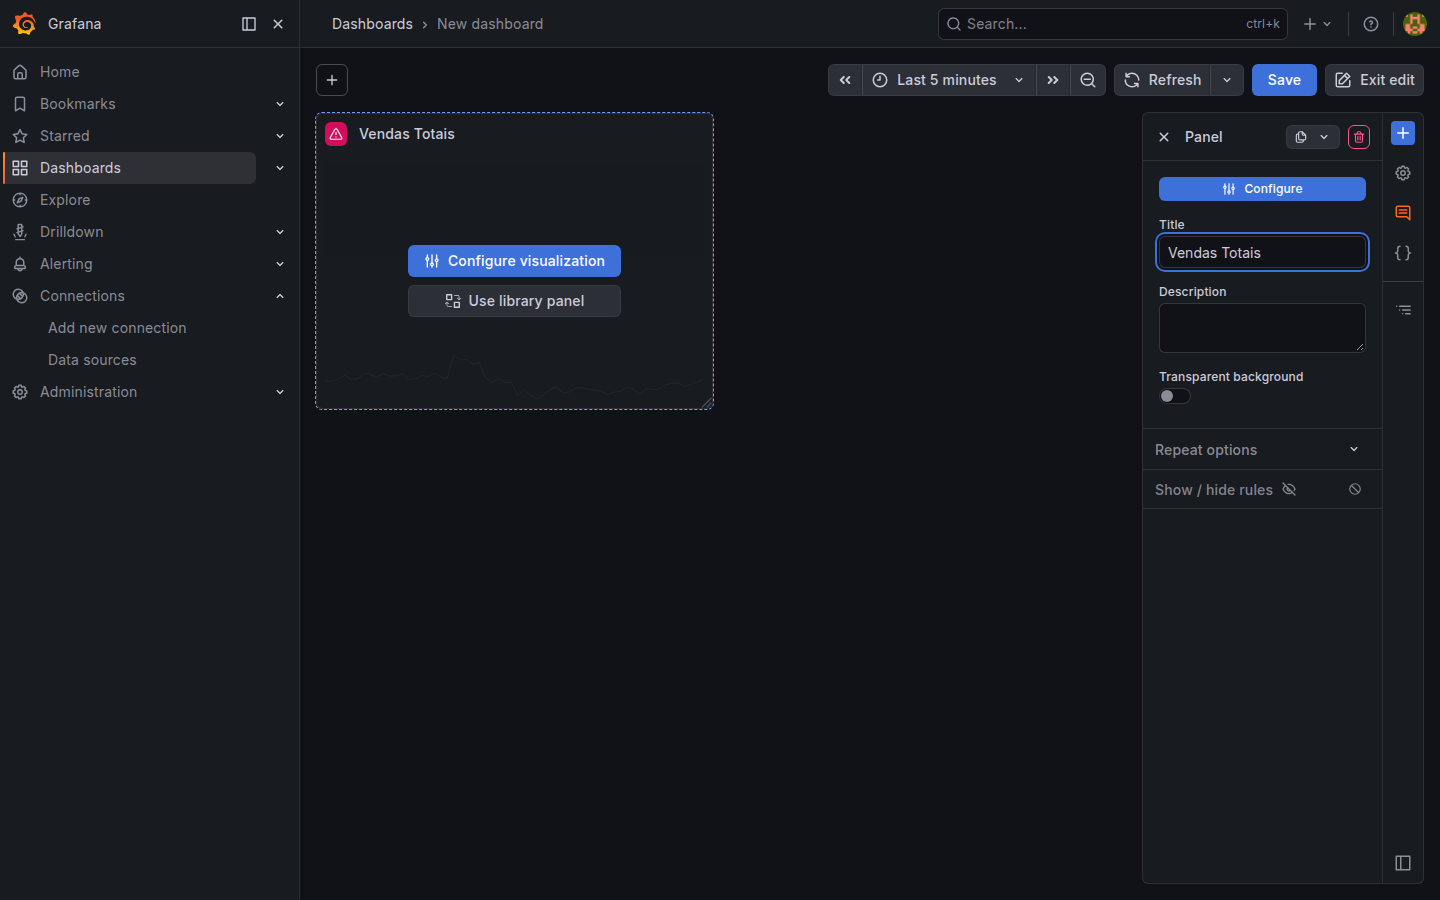 Grafana
Dashboards › New dashboard
Search... ctrl+k
Home
Bookmarks
Starred
Dashboards
Explore
Drilldown
Alerting
Connections
Add new connection
Data sources
Administration
Last 5 minutes
Refresh
Save
Exit edit
Vendas Totais
Configure visualization
Use library panel
Panel
Configure
Title
Vendas Totais
Description
Transparent background
Repeat options
Show / hide rules